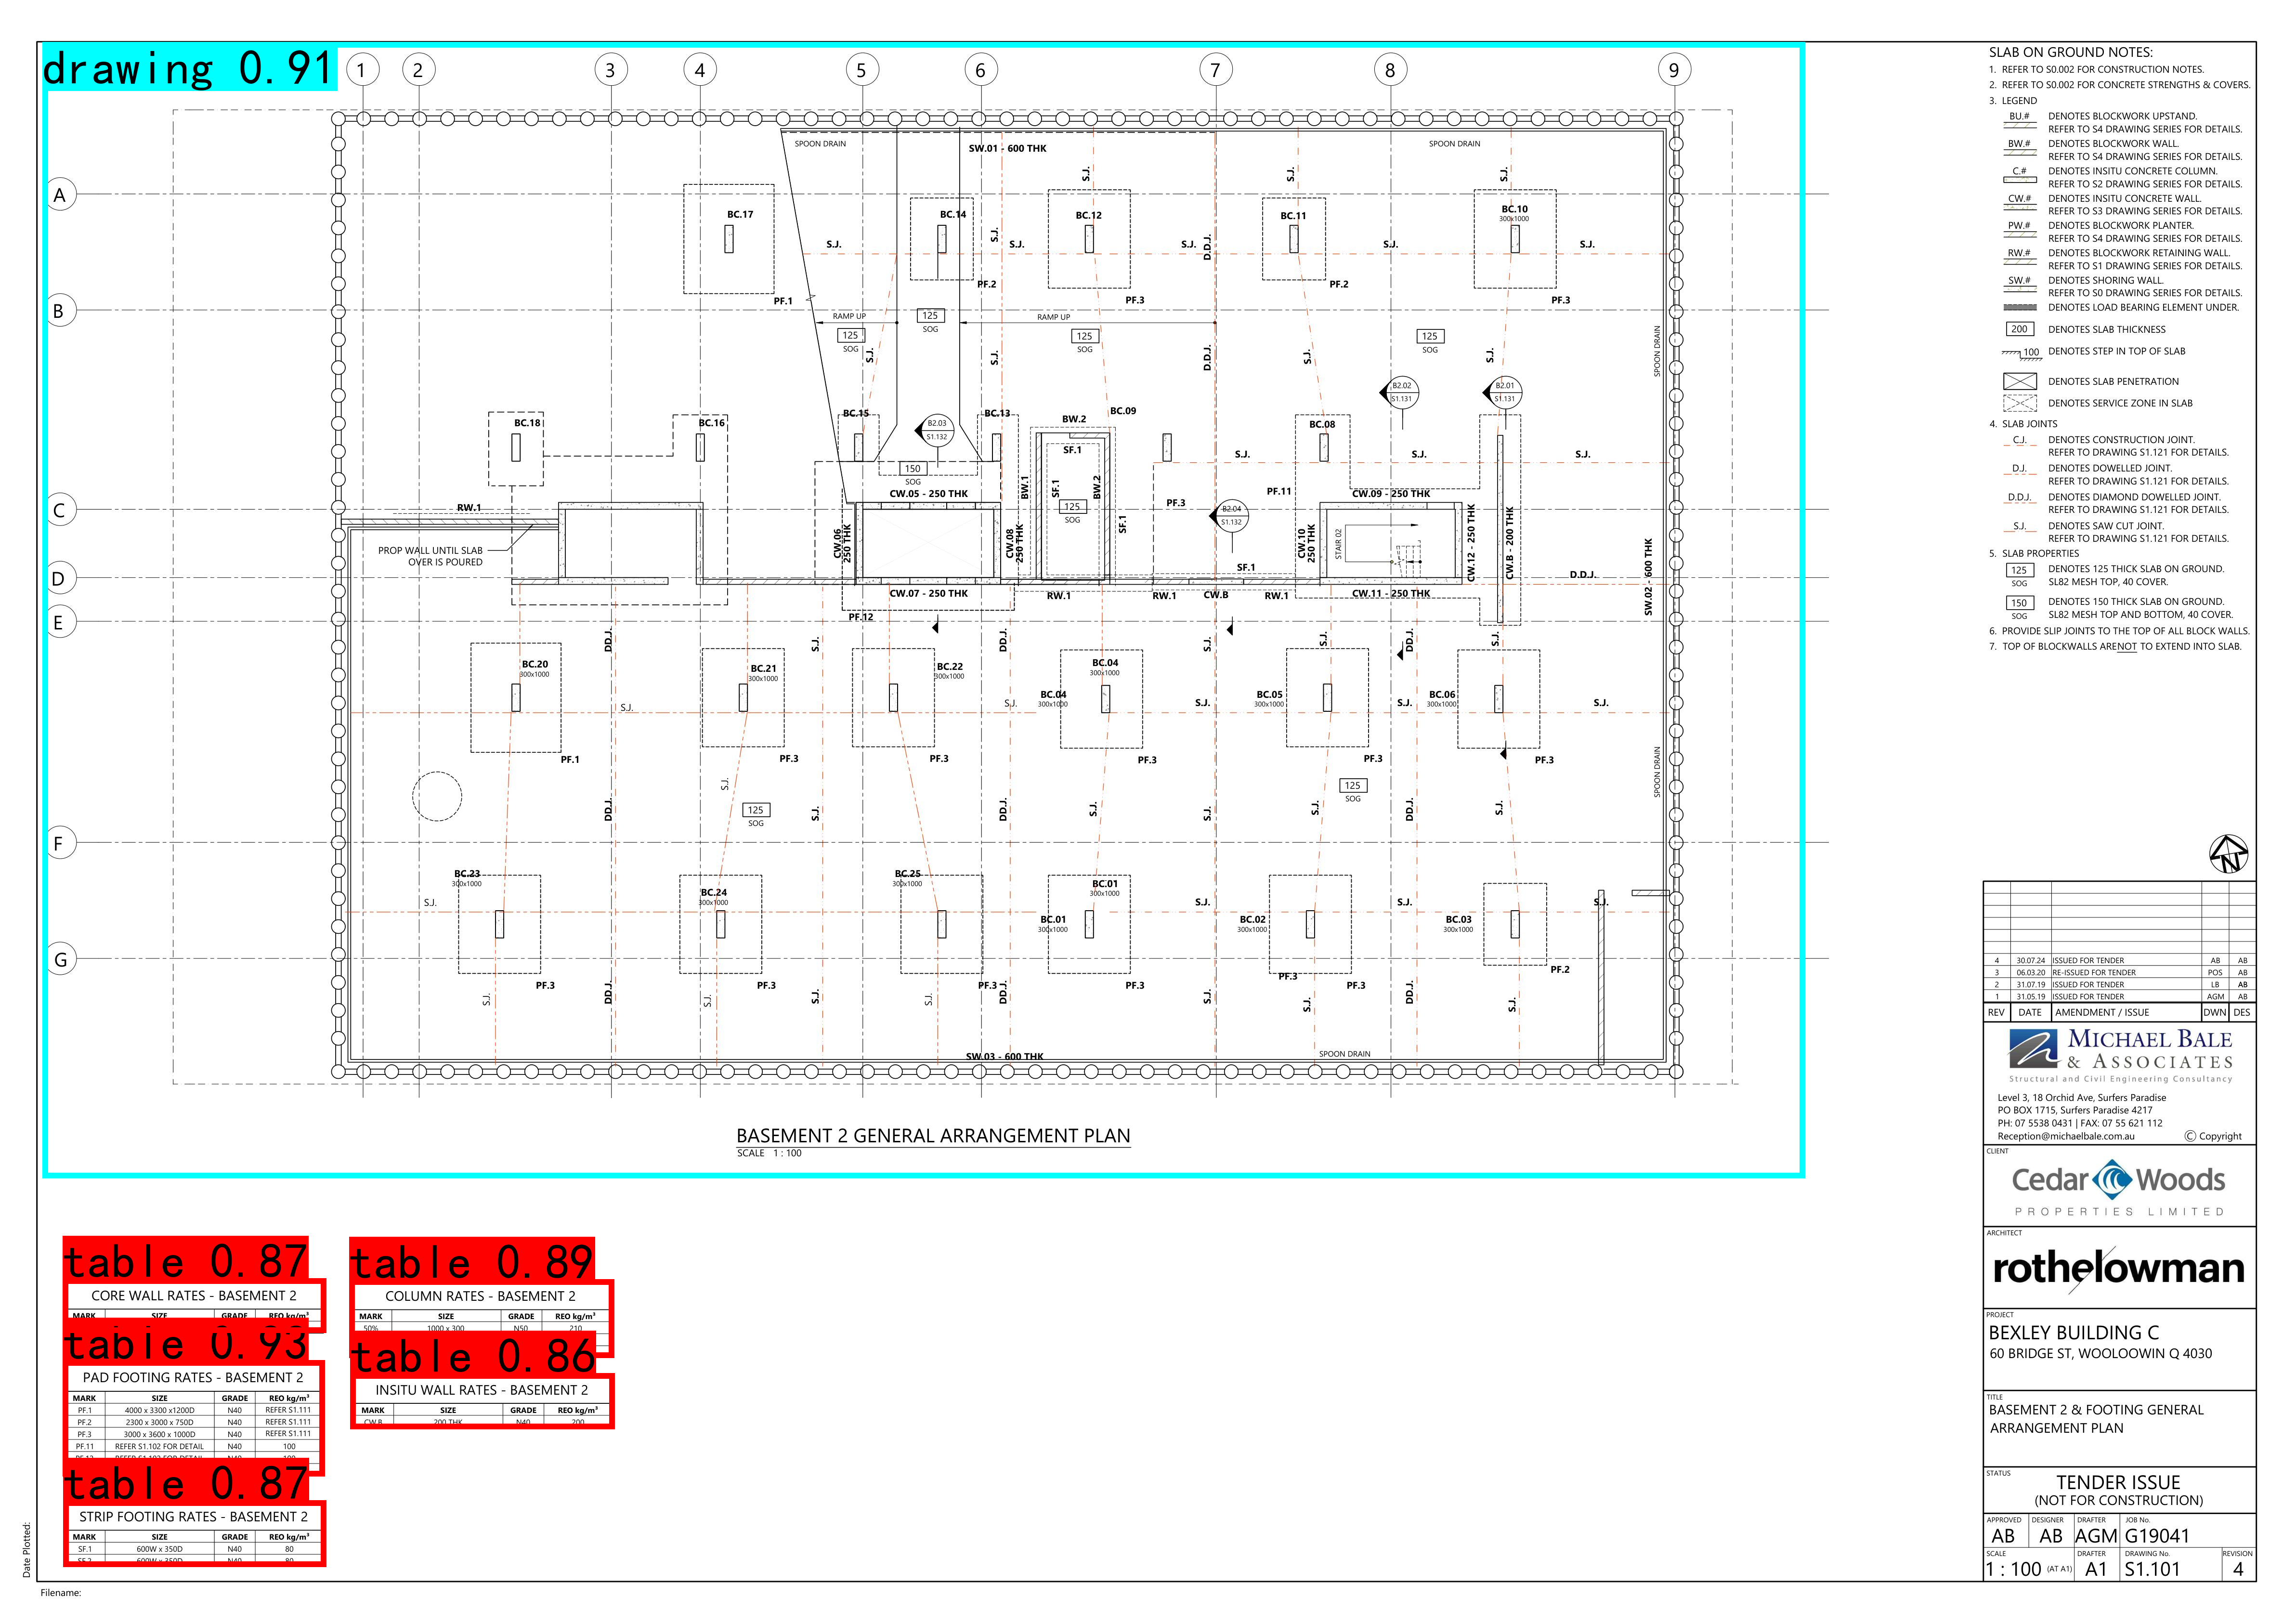 drawing 0.91
1 2 3 4 5 6 7 8 9
A
B
C
D
E
F
G
SPOON DRAIN
SW.01 - 600 THK
SPOON DRAIN
BC.17
BC.14
BC.12
BC.11
BC.10
300x1000
S.J.
S.J.
S.J.
S.J.
S.J.
S.J.
S.J.
S.J.
S.J.
D.D.J.
PF.1
PF.2
PF.3
PF.2
PF.3
RAMP UP
RAMP UP
125
SOG
125
SOG
125
SOG
125
SOG
S.J.
S.J.
D.D.J.
S.J.
S.J.
SPOON DRAIN
B2.02
S1.131
B2.01
S1.131
BC.18
BC.16
BC.15
B2.03
S1.132
BC.13
BW.2
BC.09
BC.08
SF.1
S.J.
S.J.
S.J.
150
SOG
CW.05 - 250 THK
BW.1
SF.1
BW.2
125
SOG
SF.1
PF.3
PF.11
CW.09 - 250 THK
B2.04
S1.132
RW.1
PROP WALL UNTIL SLAB
OVER IS POURED
CW.06
250 THK
CW.08
250 THK
CW.10
250 THK
STAIR 02
CW.12 - 250 THK
CW.B - 200 THK
SW.02 - 600 THK
SF.1
D.D.J.
CW.07 - 250 THK
RW.1
RW.1
CW.B
RW.1
CW.11 - 250 THK
PF.12
DD.J.
S.J.
DD.J.
S.J.
S.J.
DD.J.
S.J.
BC.20
300x1000
BC.21
300x1000
BC.22
300x1000
BC.04
300x1000
BC.04
300x1000
BC.05
300x1000
BC.06
300x1000
S.J.
S.J.
S.J.
S.J.
S.J.
PF.1
PF.3
PF.3
PF.3
PF.3
PF.3
SPOON DRAIN
S.J.
125
SOG
125
SOG
DD.J.
S.J.
DD.J.
S.J.
S.J.
S.J.
DD.J.
S.J.
BC.23
300x1000
BC.24
300x1000
BC.25
300x1000
BC.01
300x1000
BC.01
300x1000
BC.02
300x1000
BC.03
300x1000
S.J.
S.J.
S.J.
S.J.
PF.3
PF.3
PF.3
PF.3
PF.3
PF.3
PF.2
S.J.
DD.J.
S.J.
S.J.
S.J.
DD.J.
S.J.
S.J.
DD.J.
S.J.
SW.03 - 600 THK
SPOON DRAIN
BASEMENT 2 GENERAL ARRANGEMENT PLAN
SCALE 1 : 100
table 0.87
CORE WALL RATES - BASEMENT 2
MARK SIZE GRADE REO kg/m³
table 0.93
PAD FOOTING RATES - BASEMENT 2
MARK SIZE GRADE REO kg/m³
PF.1 4000 x 3300 x1200D N40 REFER S1.111
PF.2 2300 x 3000 x 750D N40 REFER S1.111
PF.3 3000 x 3600 x 1000D N40 REFER S1.111
PF.11 REFER S1.102 FOR DETAIL N40 100
table 0.87
STRIP FOOTING RATES - BASEMENT 2
MARK SIZE GRADE REO kg/m³
SF.1 600W x 350D N40 80
SF.2 600W x 350D N40 80
table 0.89
COLUMN RATES - BASEMENT 2
MARK SIZE GRADE REO kg/m³
50% 1000 x 300 N50 210
table 0.86
INSITU WALL RATES - BASEMENT 2
MARK SIZE GRADE REO kg/m³
CW.B 200 THK N40 200
Date Plotted:
Filename:
SLAB ON GROUND NOTES:
1. REFER TO S0.002 FOR CONSTRUCTION NOTES.
2. REFER TO S0.002 FOR CONCRETE STRENGTHS & COVERS.
3. LEGEND
BU.# DENOTES BLOCKWORK UPSTAND.
REFER TO S4 DRAWING SERIES FOR DETAILS.
BW.# DENOTES BLOCKWORK WALL.
REFER TO S4 DRAWING SERIES FOR DETAILS.
C.# DENOTES INSITU CONCRETE COLUMN.
REFER TO S2 DRAWING SERIES FOR DETAILS.
CW.# DENOTES INSITU CONCRETE WALL.
REFER TO S3 DRAWING SERIES FOR DETAILS.
PW.# DENOTES BLOCKWORK PLANTER.
REFER TO S4 DRAWING SERIES FOR DETAILS.
RW.# DENOTES BLOCKWORK RETAINING WALL.
REFER TO S1 DRAWING SERIES FOR DETAILS.
SW.# DENOTES SHORING WALL.
REFER TO S0 DRAWING SERIES FOR DETAILS.
DENOTES LOAD BEARING ELEMENT UNDER.
200 DENOTES SLAB THICKNESS
100 DENOTES STEP IN TOP OF SLAB
DENOTES SLAB PENETRATION
DENOTES SERVICE ZONE IN SLAB
4. SLAB JOINTS
C.J. DENOTES CONSTRUCTION JOINT.
REFER TO DRAWING S1.121 FOR DETAILS.
D.J. DENOTES DOWELLED JOINT.
REFER TO DRAWING S1.121 FOR DETAILS.
D.D.J. DENOTES DIAMOND DOWELLED JOINT.
REFER TO DRAWING S1.121 FOR DETAILS.
S.J. DENOTES SAW CUT JOINT.
REFER TO DRAWING S1.121 FOR DETAILS.
5. SLAB PROPERTIES
125 DENOTES 125 THICK SLAB ON GROUND.
SOG SL82 MESH TOP, 40 COVER.
150 DENOTES 150 THICK SLAB ON GROUND.
SOG SL82 MESH TOP AND BOTTOM, 40 COVER.
6. PROVIDE SLIP JOINTS TO THE TOP OF ALL BLOCK WALLS.
7. TOP OF BLOCKWALLS ARE NOT TO EXTEND INTO SLAB.
N
4 30.07.24 ISSUED FOR TENDER AB AB
3 06.03.20 RE-ISSUED FOR TENDER POS AB
2 31.07.19 ISSUED FOR TENDER LB AB
1 31.05.19 ISSUED FOR TENDER AGM AB
REV DATE AMENDMENT / ISSUE DWN DES
MICHAEL BALE
& ASSOCIATES
Structural and Civil Engineering Consultancy
Level 3, 18 Orchid Ave, Surfers Paradise
PO BOX 1715, Surfers Paradise 4217
PH: 07 5538 0431 | FAX: 07 55 621 112
Reception@michaelbale.com.au © Copyright
CLIENT
Cedar Woods
PROPERTIES LIMITED
ARCHITECT
rothelowman
PROJECT
BEXLEY BUILDING C
60 BRIDGE ST, WOOLOOWIN Q 4030
TITLE
BASEMENT 2 & FOOTING GENERAL
ARRANGEMENT PLAN
STATUS
TENDER ISSUE
(NOT FOR CONSTRUCTION)
APPROVED DESIGNER DRAFTER JOB No.
AB AB AGM G19041
SCALE DRAFTER DRAWING No. REVISION
1 : 100 (AT A1) A1 S1.101 4